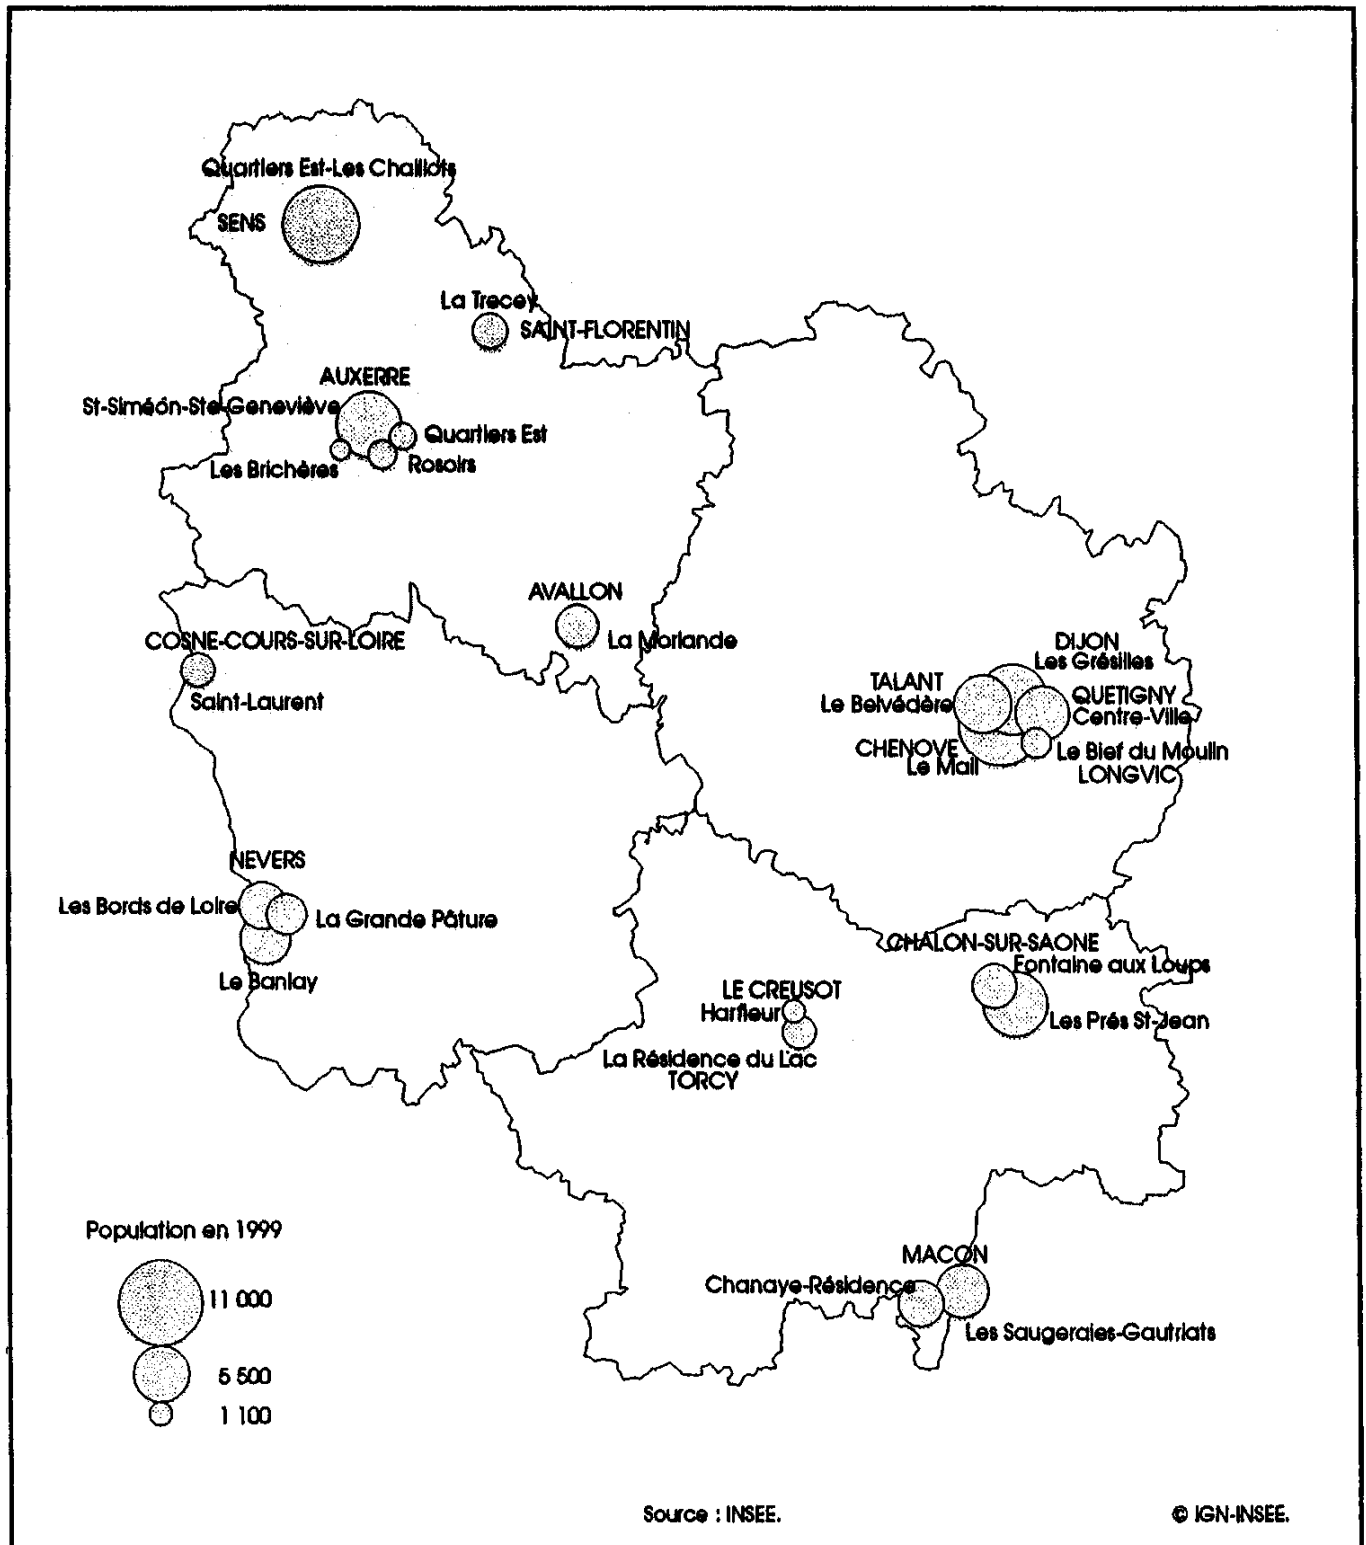 Quartiers Est-Les Chaillots
SENS
La Trecey
SAINT-FLORENTIN
AUXERRE
St-Siméon-Ste-Geneviève
Quartiers Est
Les Brichères
Rosoirs
AVALLON
La Morlande
COSNE-COURS-SUR-LOIRE
Saint-Laurent
DIJON
Les Grésilles
TALANT
Le Belvédère
QUETIGNY
Centre-Ville
CHENOVE
Le Mail
Le Bief du Moulin
LONGVIC
NEVERS
Les Bords de Loire
La Grande Pâture
Le Banlay
CHALON-SUR-SAONE
Fontaine aux Loups
Les Prés St-Jean
LE CREUSOT
Harfleur
La Résidence du Lac
TORCY
MACON
Chanaye-Résidence
Les Saugeraies-Gautriats
Population en 1999
11 000
5 500
1 100
Source : INSEE.
© IGN-INSEE.